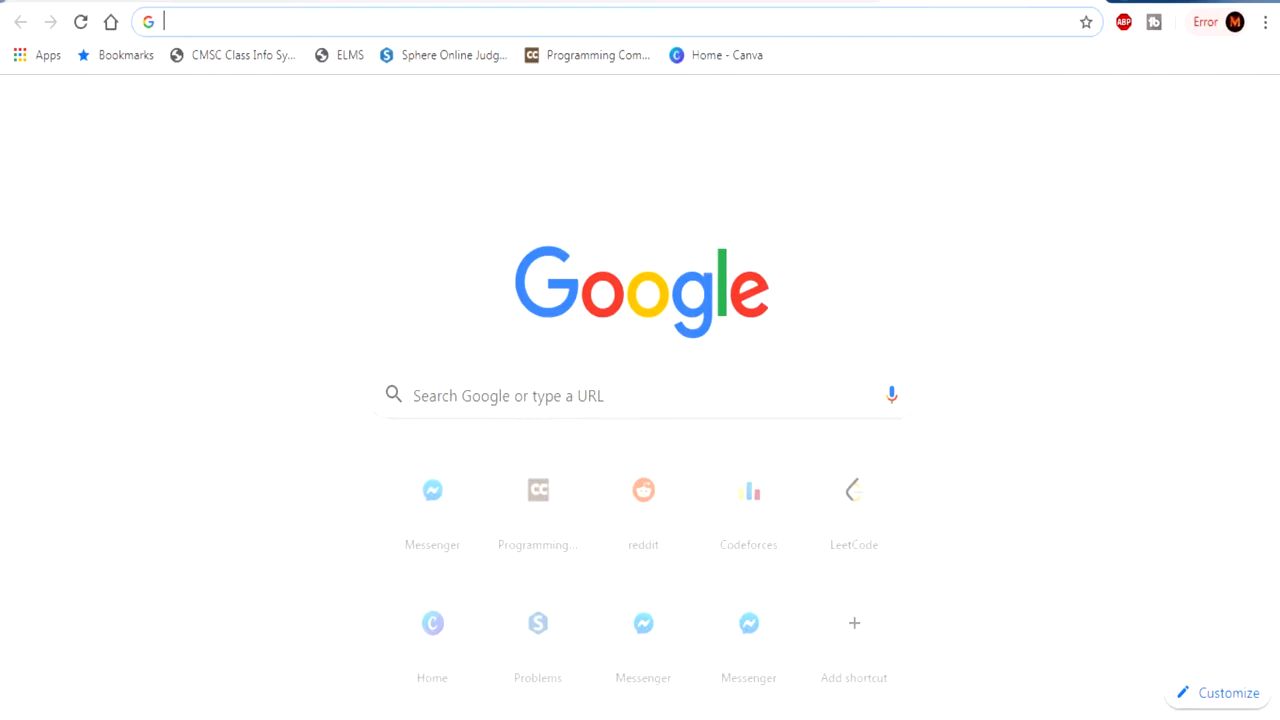 Error M
Apps Bookmarks CMSC Class Info Sy... ELMS Sphere Online Judg... Programming Com... Home - Canva
Google
Search Google or type a URL
Messenger Programming... reddit Codeforces LeetCode
Home Problems Messenger Messenger Add shortcut
Customize